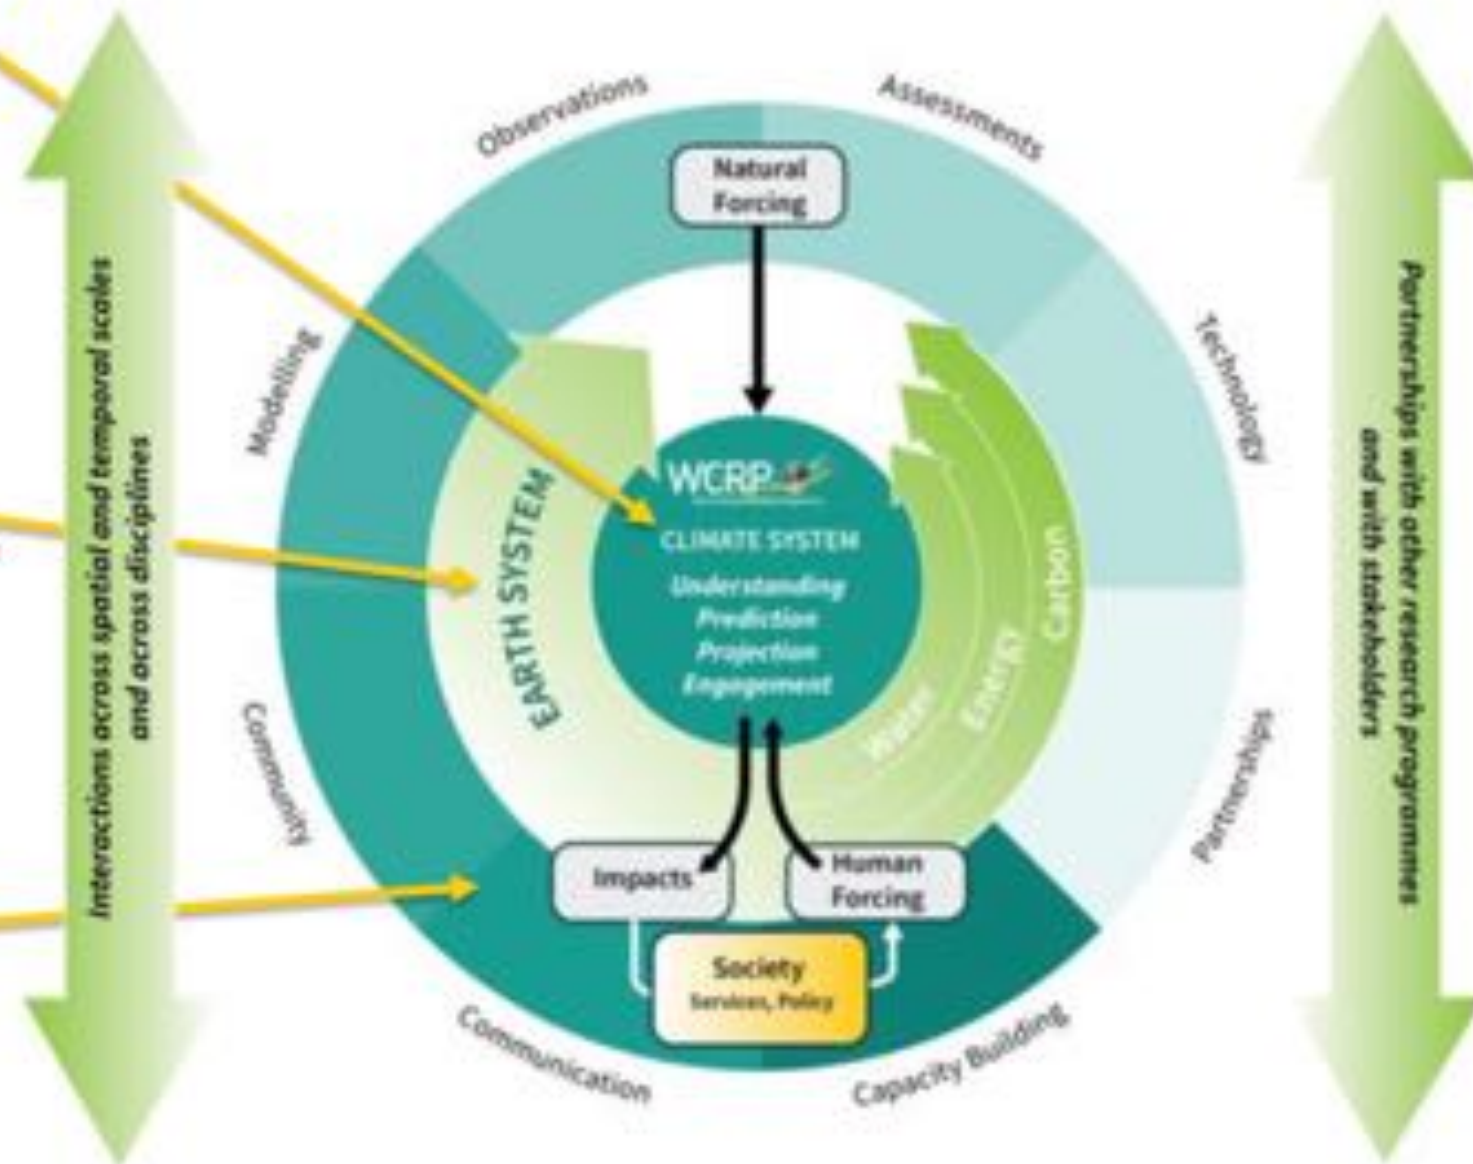 Observations
Assessments
Natural
Forcing
Interactions across spatial and temporal scales
and across disciplines
Modelling
Technology
Partnerships with other research programmes
and with stakeholders
WCRP
CLIMATE SYSTEM
Understanding
Prediction
Projection
Engagement
EARTH SYSTEM
Carbon
Energy
Water
Community
Partnerships
Impacts
Human
Forcing
Society
Services, Policy
Communication
Capacity Building